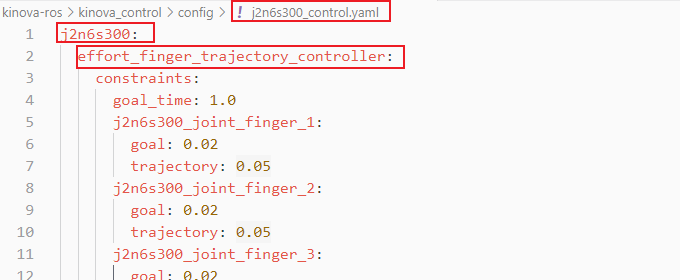 kinova-ros > kinova_control > config > ! j2n6s300_control.yaml
1 j2n6s300:
2 effort_finger_trajectory_controller:
3 constraints:
4 goal_time: 1.0
5 j2n6s300_joint_finger_1:
6 goal: 0.02
7 trajectory: 0.05
8 j2n6s300_joint_finger_2:
9 goal: 0.02
10 trajectory: 0.05
11 j2n6s300_joint_finger_3:
12 goal: 0.02